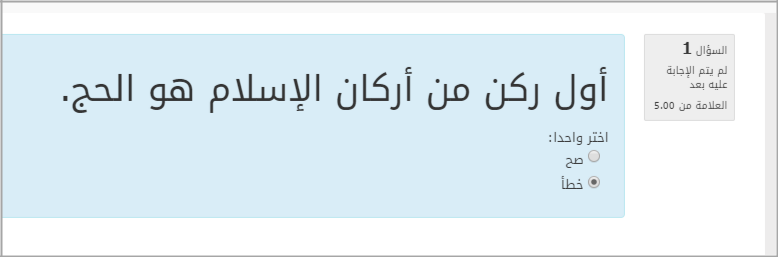 السؤال 1
لم يتم الإجابة
عليه بعد
العلامة من 5.00
أول ركن من أركان الإسلام هو الحج.
اختر واحدا:
صح
خطأ